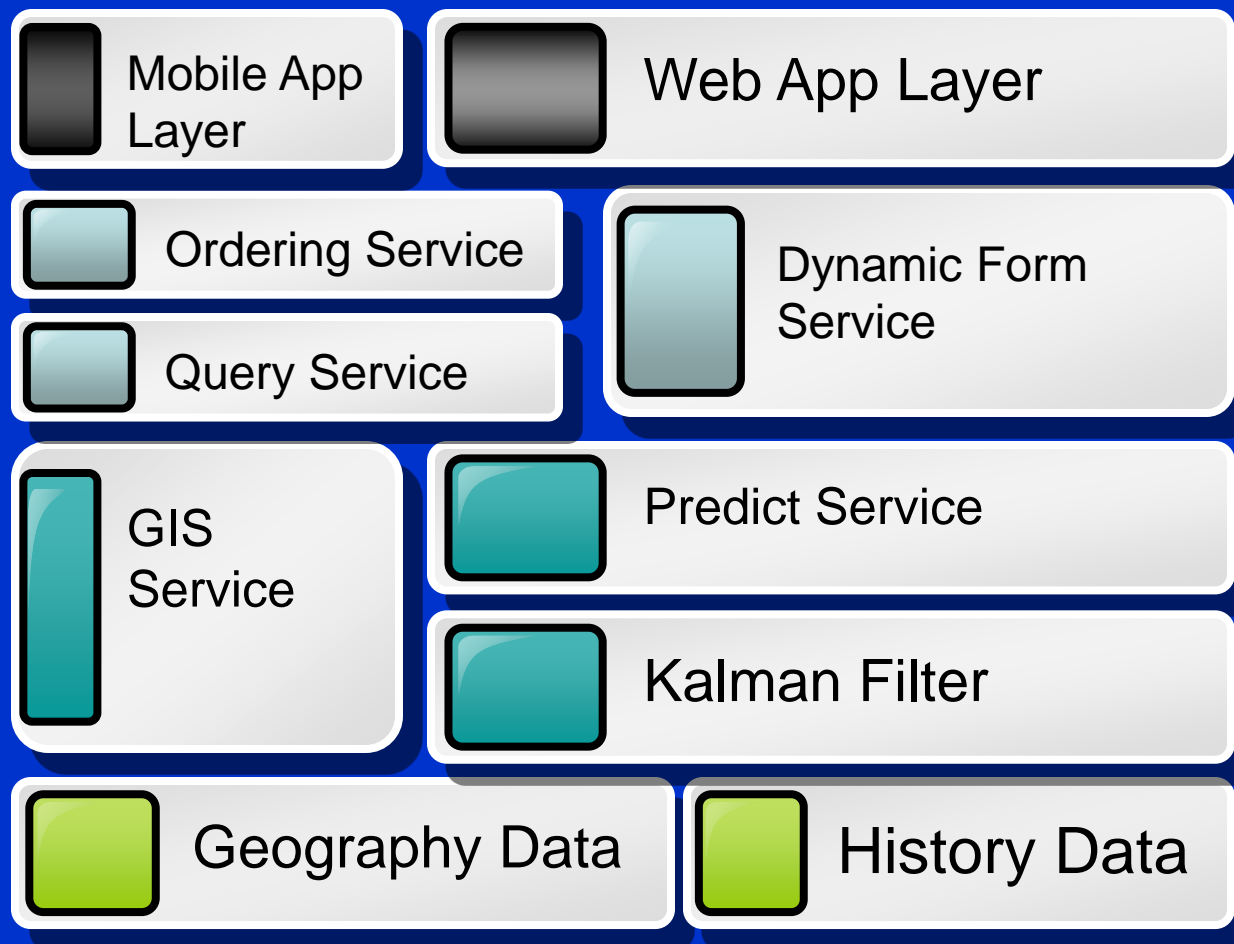 Mobile App
Layer
Web App Layer
Ordering Service
Query Service
Dynamic Form
Service
GIS
Service
Predict Service
Kalman Filter
Geography Data
History Data